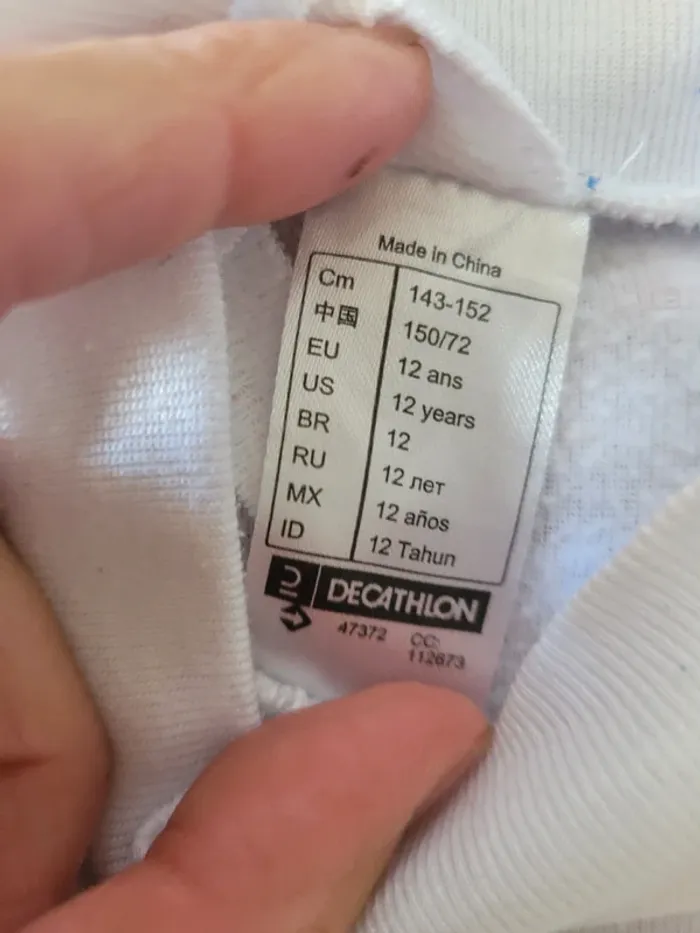 Made in China
Cm 143-152
中国 150/72
EU 12 ans
US 12 years
BR 12
RU 12 лет
MX 12 años
ID 12 Tahun
DECATHLON
47372 CC:
112673